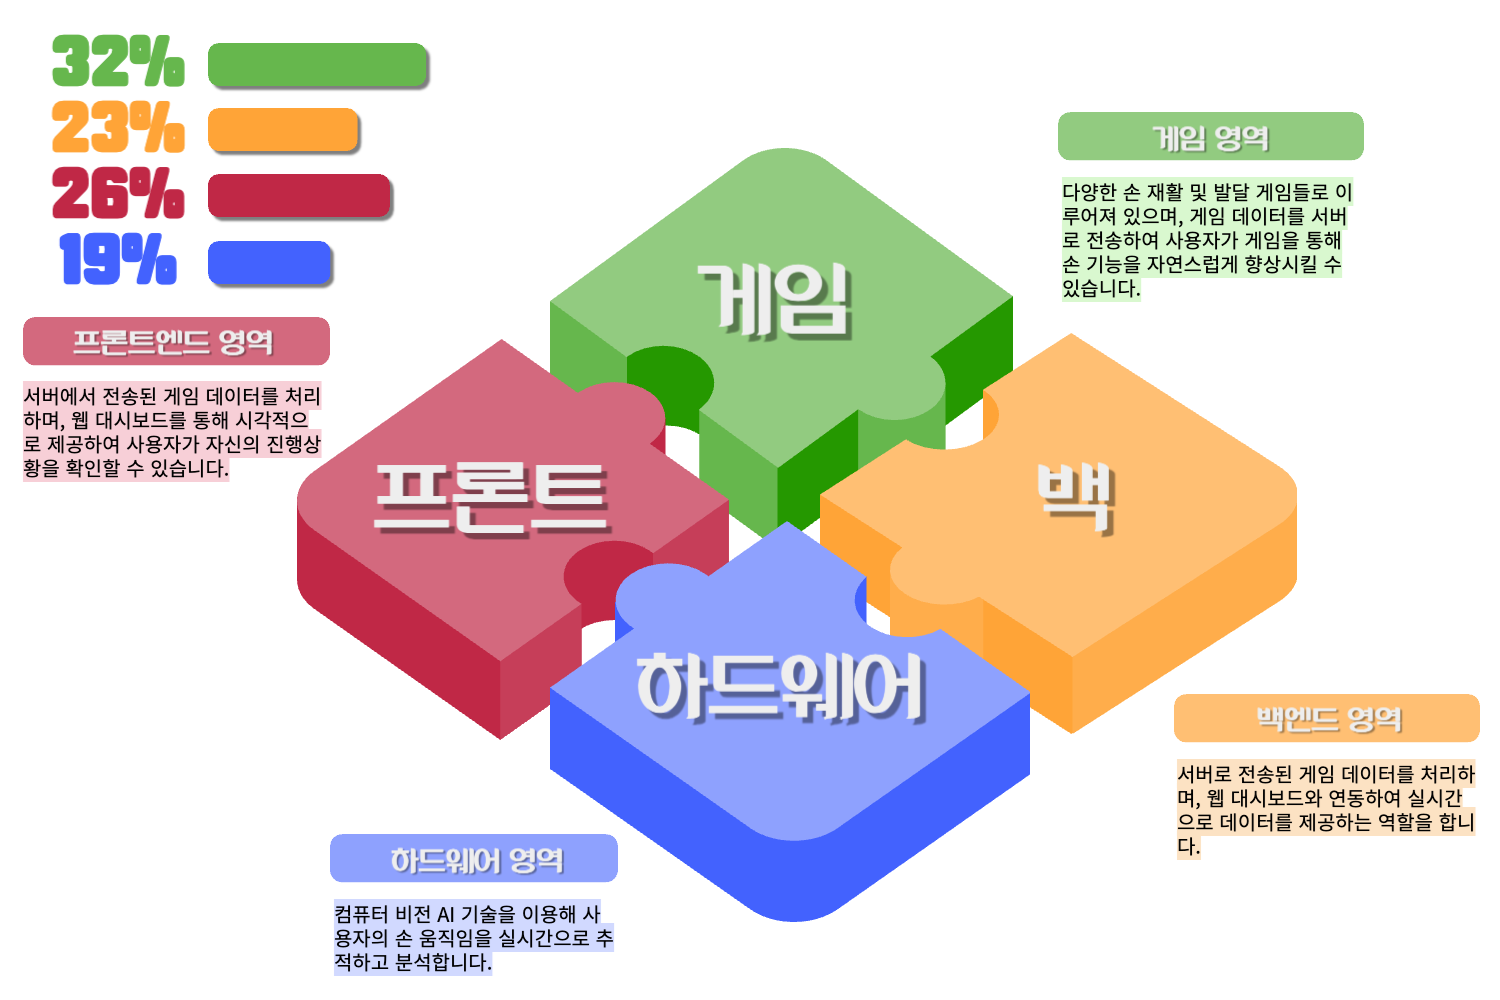 32%
23%
26%
19%
프론트엔드 영역
서버에서 전송된 게임 데이터를 처리
하며, 웹 대시보드를 통해 시각적으
로 제공하여 사용자가 자신의 진행상
황을 확인할 수 있습니다.
게임 영역
다양한 손 재활 및 발달 게임들로 이
루어져 있으며, 게임 데이터를 서버
로 전송하여 사용자가 게임을 통해
손 기능을 자연스럽게 향상시킬 수
있습니다.
게임
프론트
백
하드웨어
백엔드 영역
서버로 전송된 게임 데이터를 처리하
며, 웹 대시보드와 연동하여 실시간
으로 데이터를 제공하는 역할을 합니
다.
하드웨어 영역
컴퓨터 비전 AI 기술을 이용해 사
용자의 손 움직임을 실시간으로 추
적하고 분석합니다.